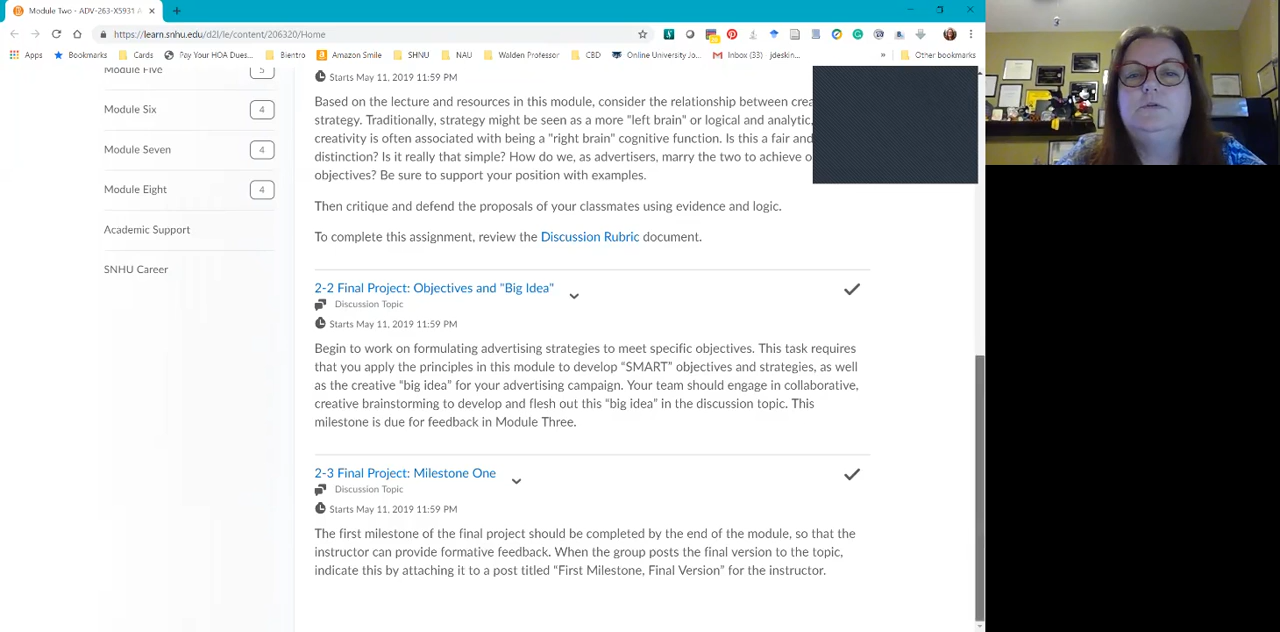 Module Two - ADV-263-X5931 A
https://learn.snhu.edu/d2l/le/content/206320/Home
Apps Bookmarks Cards Pay Your HOA Dues... Bientro Amazon Smile SHNU NAU Walden Professor CBD Online University Jo... Inbox (33) jdeskin... » Other bookmarks
Module Five 5
Module Six 4
Module Seven 4
Module Eight 4
Academic Support
SNHU Career
Starts May 11, 2019 11:59 PM
Based on the lecture and resources in this module, consider the relationship between crea
strategy. Traditionally, strategy might be seen as a more "left brain" or logical and analytic,
creativity is often associated with being a "right brain" cognitive function. Is this a fair and
distinction? Is it really that simple? How do we, as advertisers, marry the two to achieve o
objectives? Be sure to support your position with examples.
Then critique and defend the proposals of your classmates using evidence and logic.
To complete this assignment, review the Discussion Rubric document.
2-2 Final Project: Objectives and "Big Idea"
Discussion Topic
Starts May 11, 2019 11:59 PM
Begin to work on formulating advertising strategies to meet specific objectives. This task requires
that you apply the principles in this module to develop “SMART” objectives and strategies, as well
as the creative “big idea” for your advertising campaign. Your team should engage in collaborative,
creative brainstorming to develop and flesh out this “big idea” in the discussion topic. This
milestone is due for feedback in Module Three.
2-3 Final Project: Milestone One
Discussion Topic
Starts May 11, 2019 11:59 PM
The first milestone of the final project should be completed by the end of the module, so that the
instructor can provide formative feedback. When the group posts the final version to the topic,
indicate this by attaching it to a post titled “First Milestone, Final Version” for the instructor.